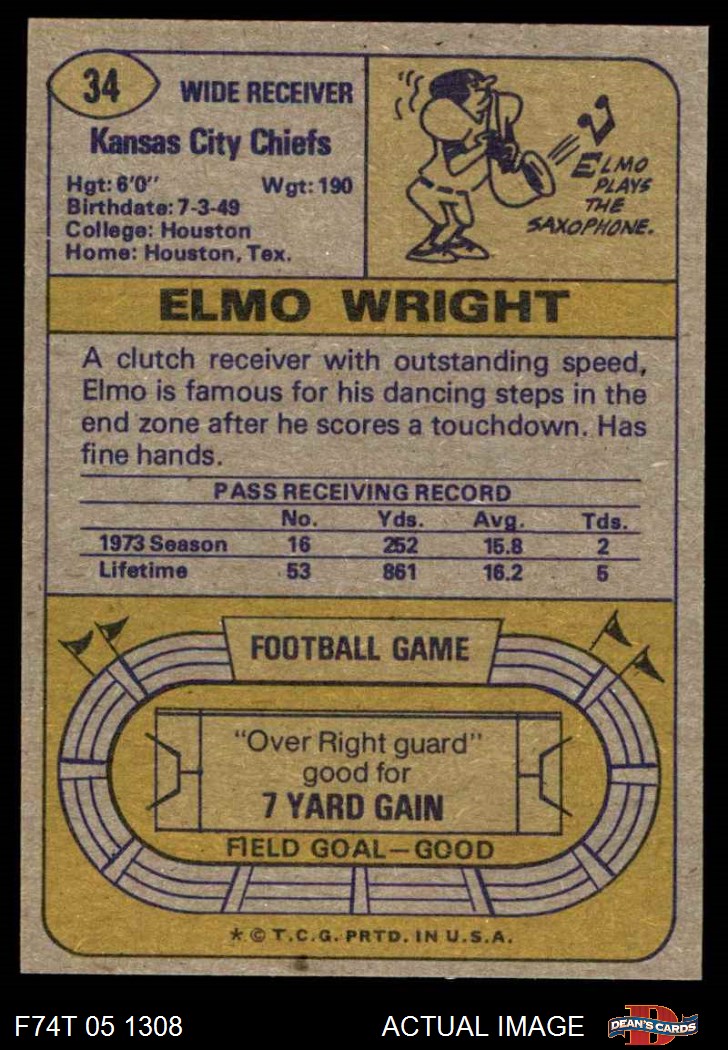 34
WIDE RECEIVER
Kansas City Chiefs
Hgt: 6'0" Wgt: 190
Birthdate: 7-3-49
College: Houston
Home: Houston, Tex.
ELMO
PLAYS
THE
SAXOPHONE.
ELMO WRIGHT
A clutch receiver with outstanding speed,
Elmo is famous for his dancing steps in the
end zone after he scores a touchdown. Has
fine hands.
PASS RECEIVING RECORD
No. Yds. Avg. Tds.
1973 Season 16 252 15.8 2
Lifetime 53 861 16.2 5
FOOTBALL GAME
"Over Right guard"
good for
7 YARD GAIN
FIELD GOAL—GOOD
* © T.C.G. PRTD. IN U.S.A.
F74T 05 1308 ACTUAL IMAGE
D
DEAN'S CARDS